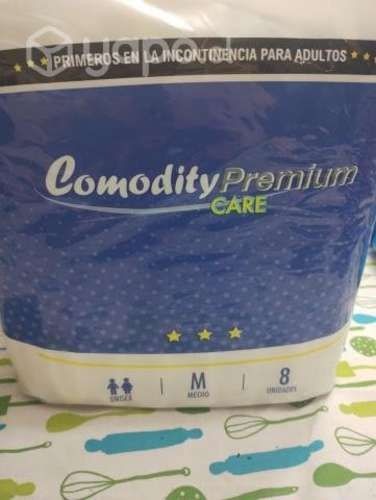 yapo
PRIMEROS EN LA INCONTINENCIA PARA ADULTOS
Comodity Premium
CARE
UNISEX
M
MEDIO
8
UNIDADES